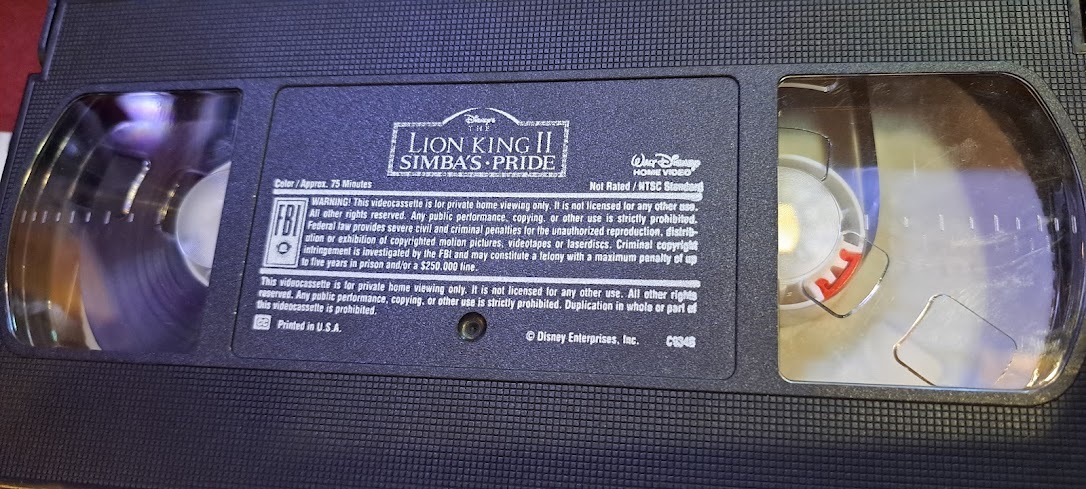 Disney's
THE
LION KING II
SIMBA'S • PRIDE
WALT DISNEY
HOME VIDEO
Color / Approx. 75 Minutes
Not Rated / NTSC Standard
FBI
WARNING! This videocassette is for private home viewing only. It is not licensed for any other use.
All other rights reserved. Any public performance, copying, or other use is strictly prohibited.
Federal law provides severe civil and criminal penalties for the unauthorized reproduction, distrib-
ution or exhibition of copyrighted motion pictures, videotapes or laserdiscs. Criminal copyright
infringement is investigated by the FBI and may constitute a felony with a maximum penalty of up
to five years in prison and/or a $250.000 fine.
This videocassette is for private home viewing only. It is not licensed for any other use. All other rights
reserved. Any public performance, copying, or other use is strictly prohibited. Duplication in whole or part of
this videocassette is prohibited.
CC Printed in U.S.A.
© Disney Enterprises, Inc.